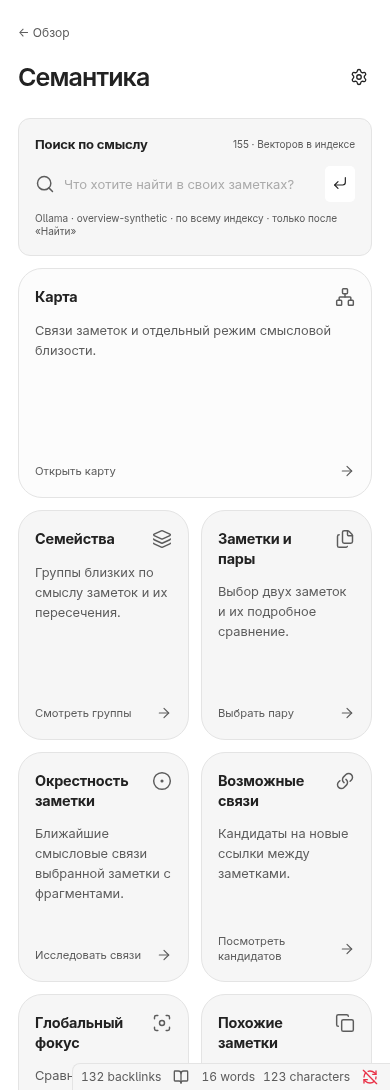 ← Обзор
Семантика
Поиск по смыслу
155 · Векторов в индексе
Что хотите найти в своих заметках?
Ollama · overview-synthetic · по всему индексу · только после
«Найти»
Карта
Связи заметок и отдельный режим смысловой
близости.
Открыть карту
Семейства
Группы близких по
смыслу заметок и их
пересечения.
Смотреть группы
Заметки и
пары
Выбор двух заметок
и их подробное
сравнение.
Выбрать пару
Окрестность
заметки
Ближайшие
смысловые связи
выбранной заметки с
фрагментами.
Исследовать связи
Возможные
связи
Кандидаты на новые
ссылки между
заметками.
Посмотреть
кандидатов
Глобальный
фокус
Похожие
заметки
132 backlinks
16 words
123 characters